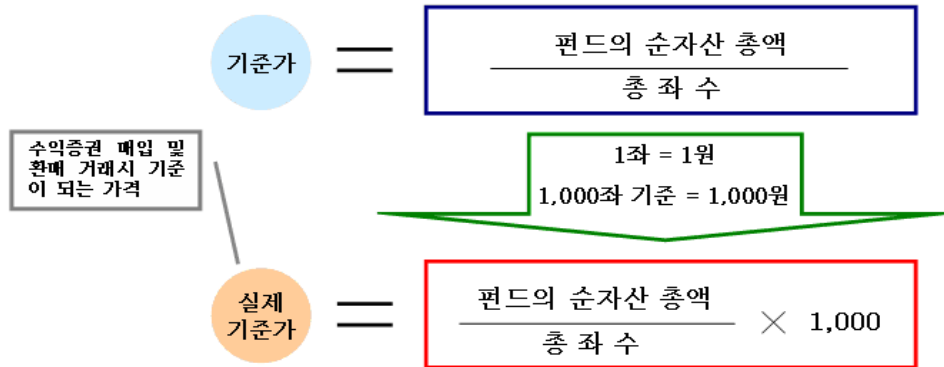 기준가
펀드의 순자산 총액
총 좌 수
수익증권 매입 및
환매 거래시 기준
이 되는 가격
1좌 = 1원
1,000좌 기준 = 1,000원
실제
기준가
펀드의 순자산 총액
총 좌 수
× 1,000